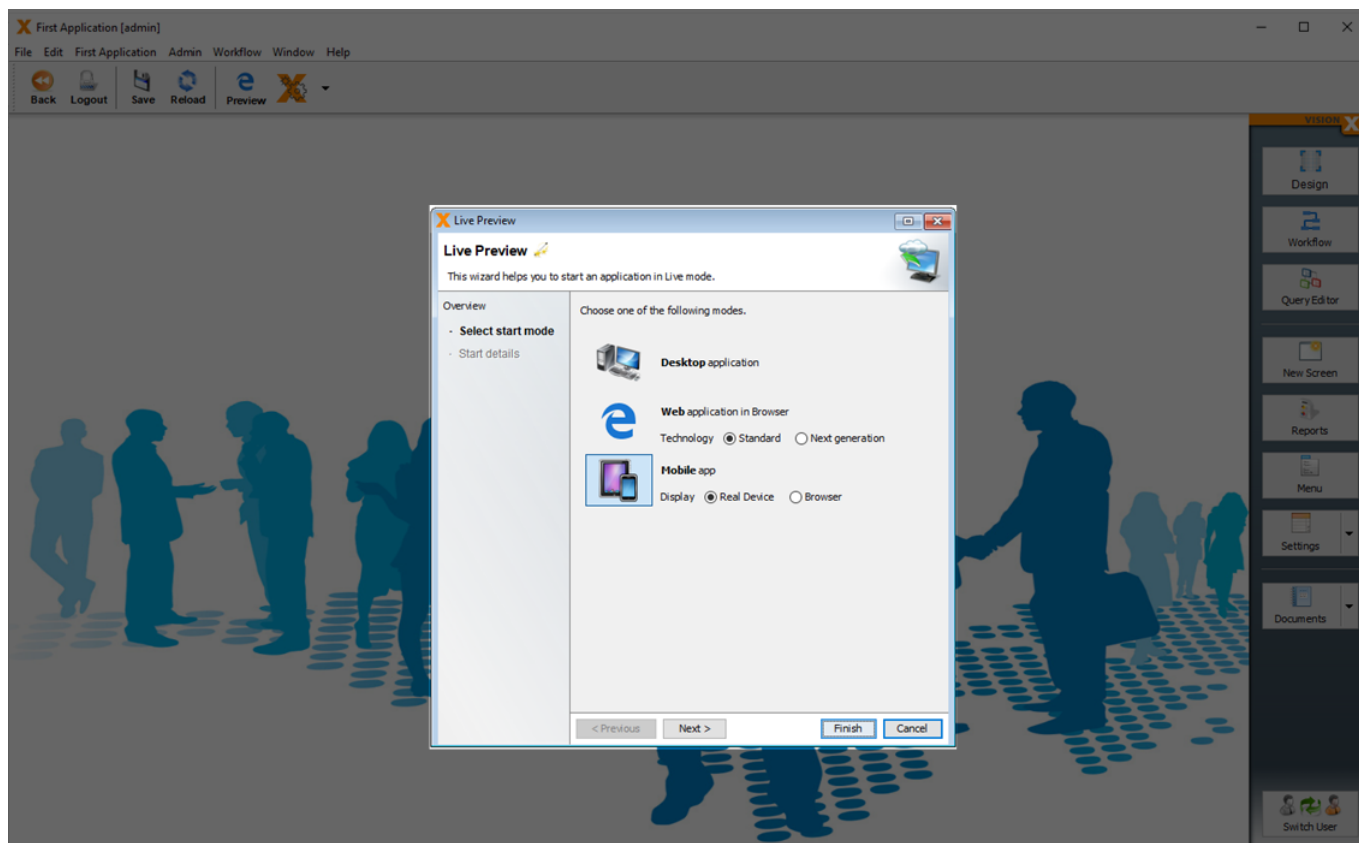 First Application [admin]
File Edit First Application Admin Workflow Window Help
Back Logout Save Reload Preview
VISION X
Design
Workflow
Query Editor
New Screen
Reports
Menu
Settings
Documents
Switch User
Live Preview
Live Preview
This wizard helps you to start an application in Live mode.
Overview
· Select start mode
· Start details
Choose one of the following modes.
Desktop application
Web application in Browser
Technology Standard Next generation
Mobile app
Display Real Device Browser
< Previous Next > Finish Cancel